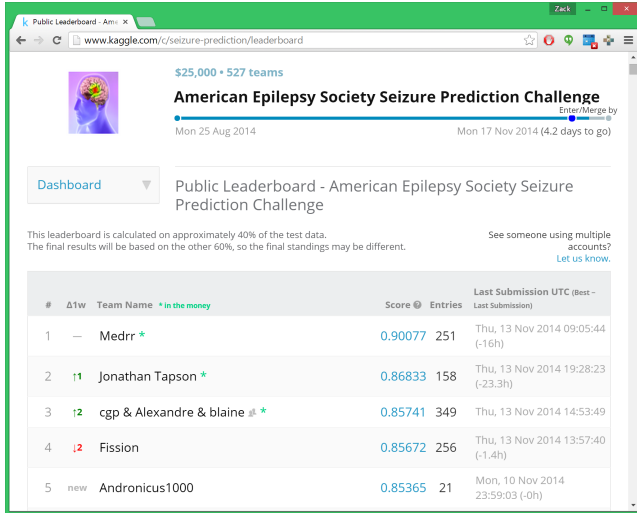 Zack
k Public Leaderboard - Ame ×
www.kaggle.com/c/seizure-prediction/leaderboard
$25,000 • 527 teams
American Epilepsy Society Seizure Prediction Challenge
Enter/Merge by
Mon 25 Aug 2014
Mon 17 Nov 2014 (4.2 days to go)
Dashboard ▼
Public Leaderboard - American Epilepsy Society Seizure
Prediction Challenge
This leaderboard is calculated on approximately 40% of the test data.
The final results will be based on the other 60%, so the final standings may be different.
See someone using multiple
accounts?
Let us know.
# Δ1w Team Name * in the money Score Entries Last Submission UTC (Best – Last Submission)
1 — Medrr * 0.90077 251 Thu, 13 Nov 2014 09:05:44 (-16h)
2 ↑1 Jonathan Tapson * 0.86833 158 Thu, 13 Nov 2014 19:28:23 (-23.3h)
3 ↑2 cgp & Alexandre & blaine * 0.85741 349 Thu, 13 Nov 2014 14:53:49
4 ↓2 Fission 0.85672 256 Thu, 13 Nov 2014 13:57:40 (-1.4h)
5 new Andronicus1000 0.85365 21 Mon, 10 Nov 2014 23:59:03 (-0h)